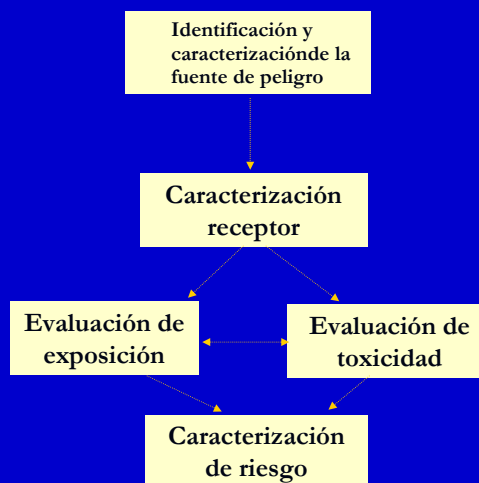 Identificación y
caracterizaciónde la
fuente de peligro
Caracterización
receptor
Evaluación de
exposición
Evaluación de
toxicidad
Caracterización
de riesgo